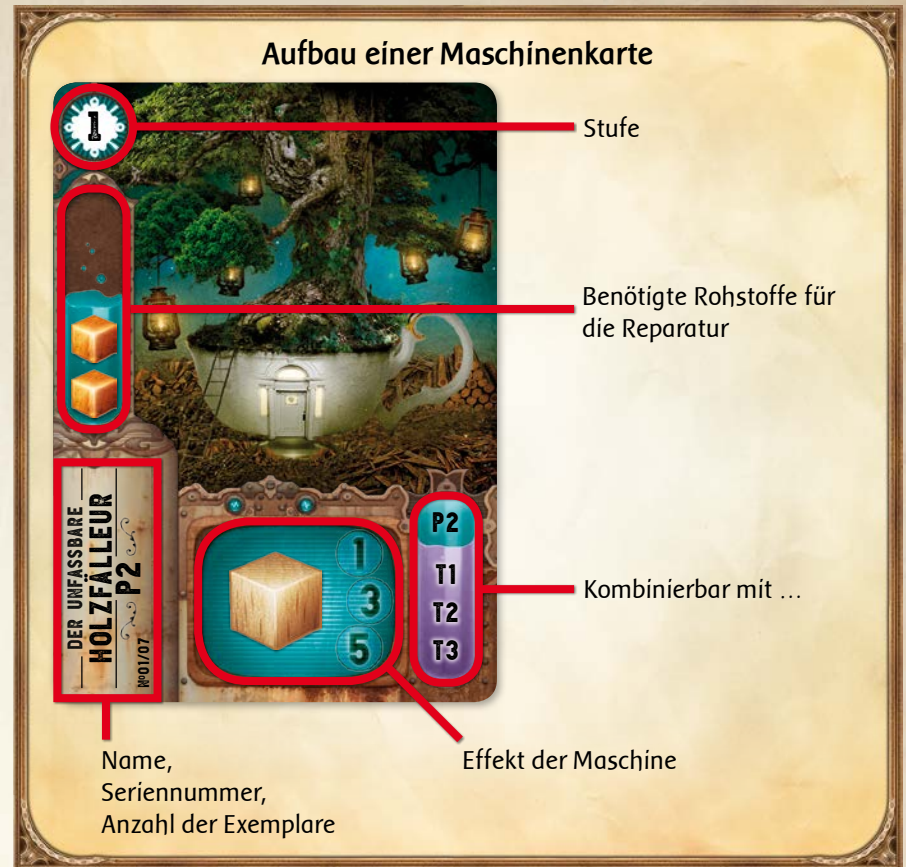 Aufbau einer Maschinenkarte
1
Stufe
Benötigte Rohstoffe für
die Reparatur
DER UNFASSBARE
HOLZFÄLLEUR
P2
Nº01/07
1
3
5
P2
T1
T2
T3
Kombinierbar mit …
Name,
Seriennummer,
Anzahl der Exemplare
Effekt der Maschine